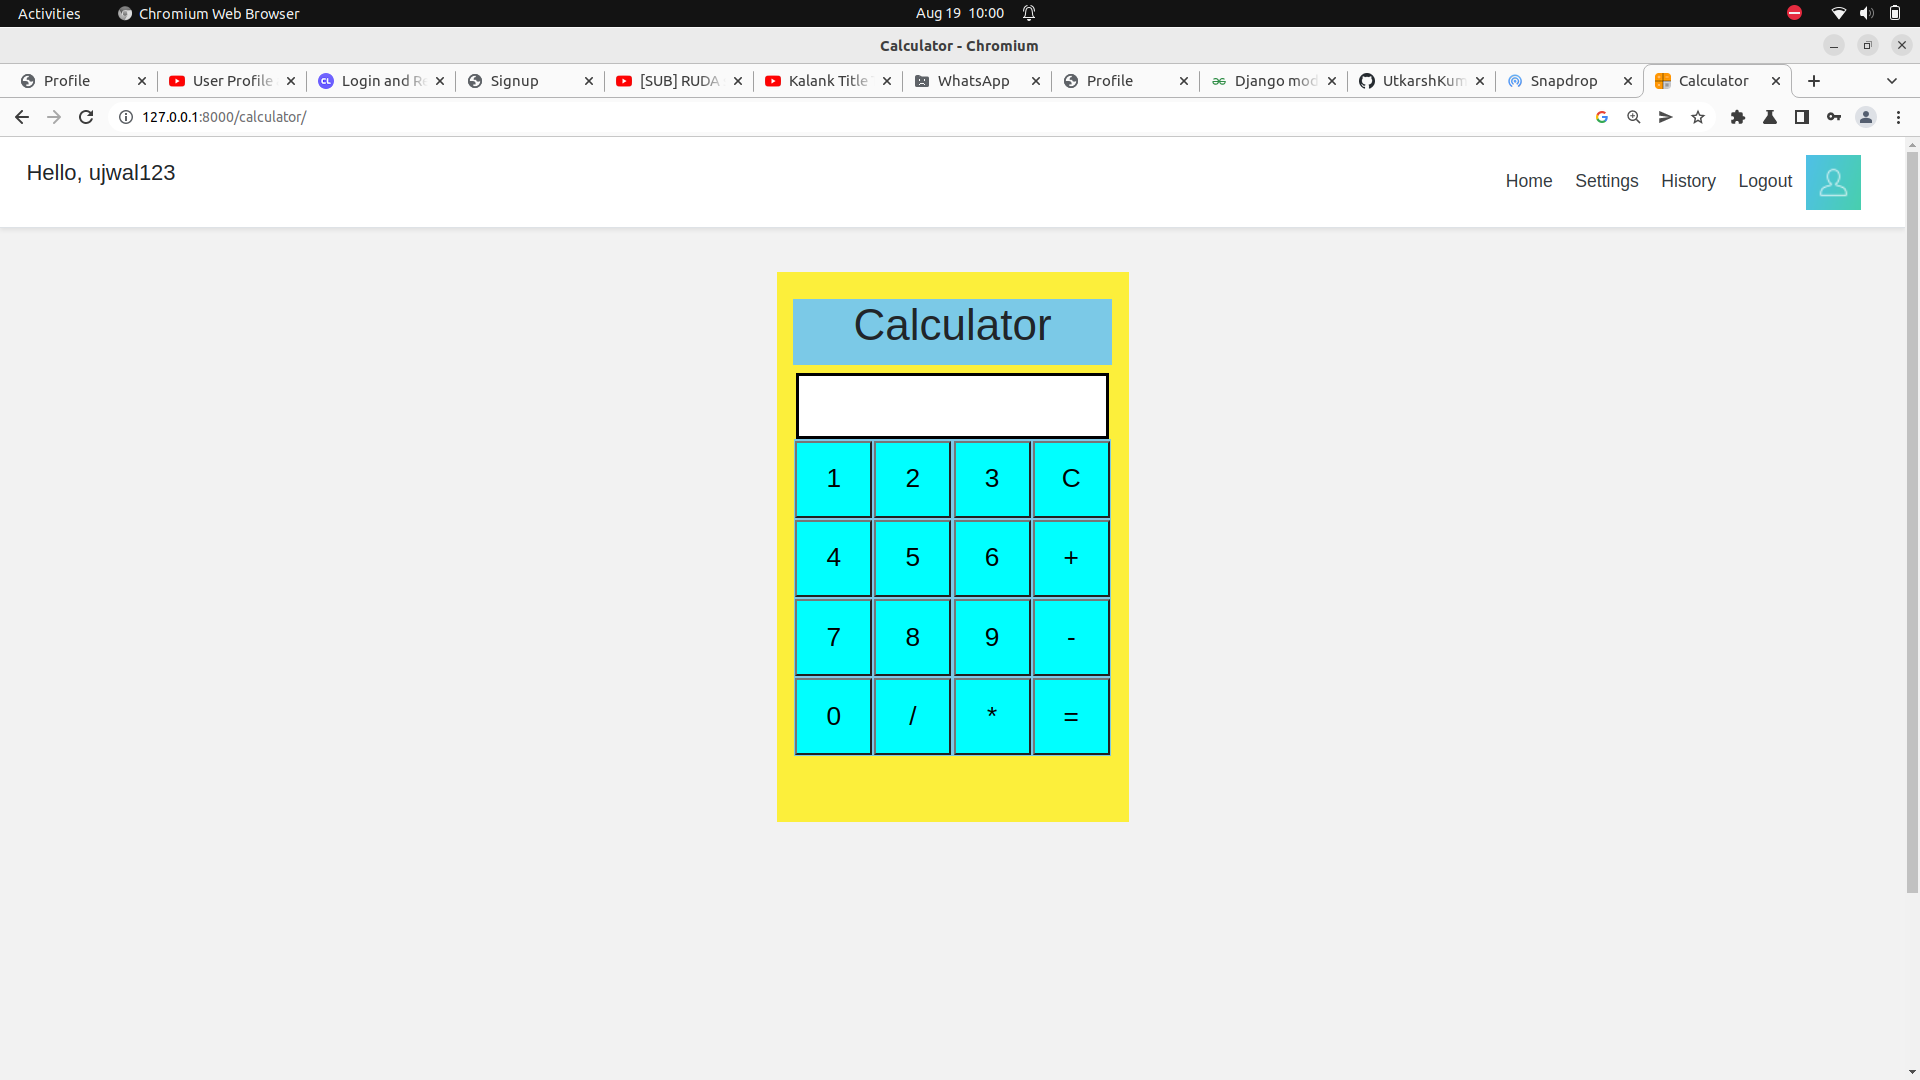 Activities Chromium Web Browser Aug 19 10:00
Calculator - Chromium
Profile User Profile CL Login and Re Signup [SUB] RUDA Kalank Title WhatsApp Profile Django mod UtkarshKum Snapdrop Calculator
127.0.0.1:8000/calculator/
Hello, ujwal123
Home Settings History Logout
Calculator
1 2 3 C
4 5 6 +
7 8 9 -
0 / * =